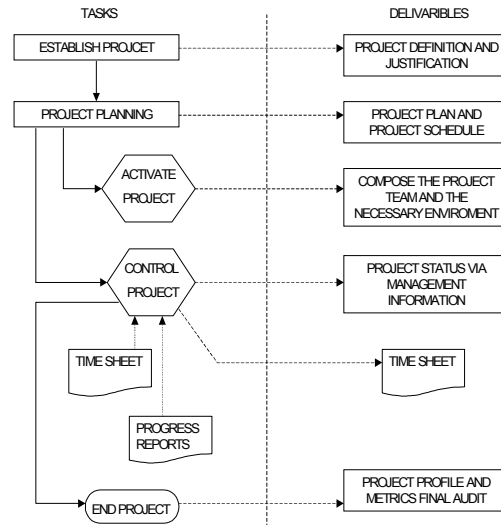 TASKS
DELIVARIBLES
ESTABLISH PROJCET
PROJECT DEFINITION AND
JUSTIFICATION
PROJECT PLANNING
PROJECT PLAN AND
PROJECT SCHEDULE
ACTIVATE
PROJECT
COMPOSE THE PROJECT
TEAM AND THE
NECESSARY ENVIROMENT
CONTROL
PROJECT
PROJECT STATUS VIA
MANAGEMENT
INFORMATION
TIME SHEET
TIME SHEET
PROGRESS
REPORTS
END PROJECT
PROJECT PROFILE AND
METRICS FINAL AUDIT